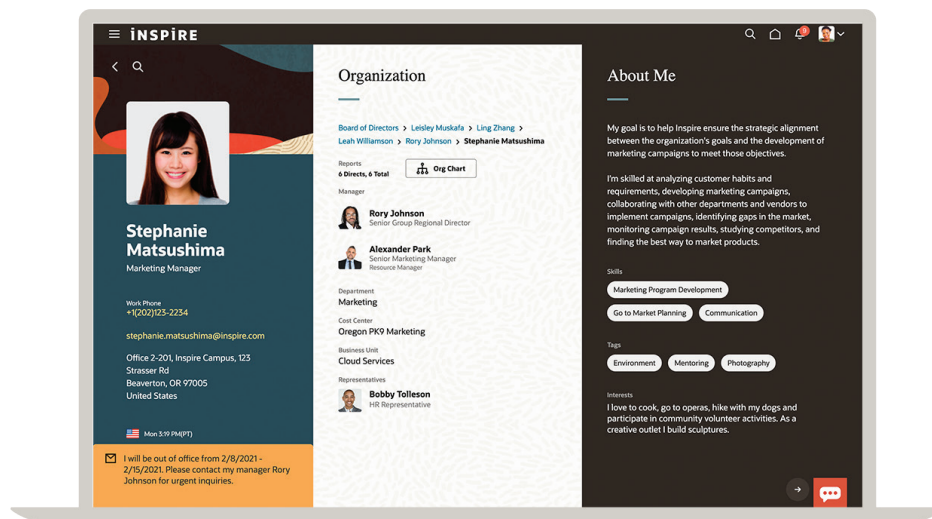 iNSPiRE
0
Stephanie
Matsushima
Marketing Manager
Work Phone
+1(202)123-2234
stephanie.matsushima@inspire.com
Office 2-201, Inspire Campus, 123
Strasser Rd
Beaverton, OR 97005
United States
Mon 3:19 PM(PT)
I will be out of office from 2/8/2021 -
2/15/2021. Please contact my manager Rory
Johnson for urgent inquiries.
Organization
Board of Directors > Leisley Muskafa > Ling Zhang >
Leah Williamson > Rory Johnson > Stephanie Matsushima
Reports
6 Directs, 6 Total
Org Chart
Manager
Rory Johnson
Senior Group Regional Director
Alexander Park
Senior Marketing Manager
Resource Manager
Department
Marketing
Cost Center
Oregon PK9 Marketing
Business Unit
Cloud Services
Representatives
Bobby Tolleson
HR Representative
About Me
My goal is to help Inspire ensure the strategic alignment
between the organization's goals and the development of
marketing campaigns to meet those objectives.
I'm skilled at analyzing customer habits and
requirements, developing marketing campaigns,
collaborating with other departments and vendors to
implement campaigns, identifying gaps in the market,
monitoring campaign results, studying competitors, and
finding the best way to market products.
Skills
Marketing Program Development
Go to Market Planning Communication
Tags
Environment Mentoring Photography
Interests
I love to cook, go to operas, hike with my dogs and
participate in community volunteer activities. As a
creative outlet I build sculptures.